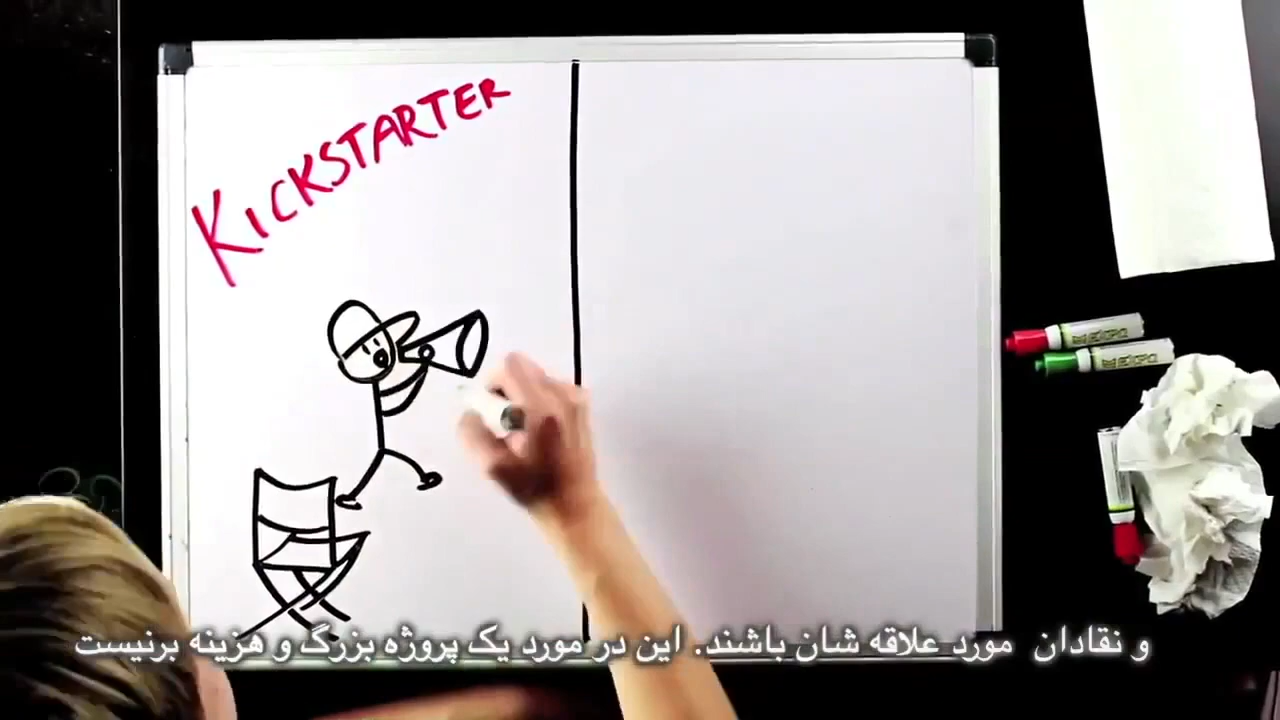 KICKSTARTER
و نقادان مورد علاقه شان باشند. این در مورد یک پروژه بزرگ و هزینه برنیست